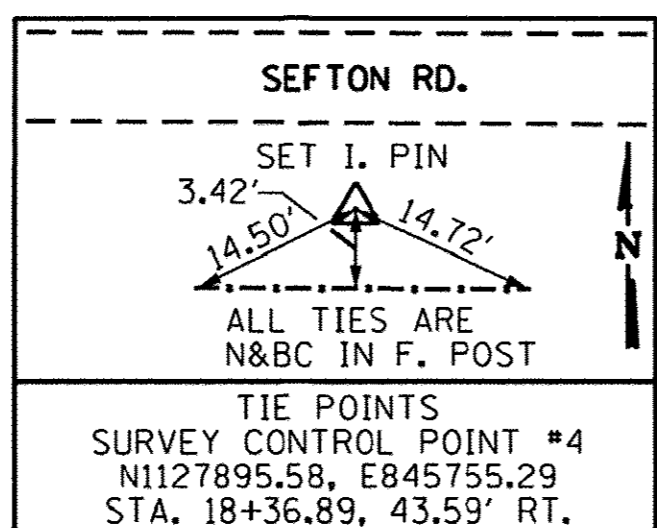 SEFTON RD.
SET I. PIN
3.42'
14.50'
14.72'
N
ALL TIES ARE
N&BC IN F. POST
TIE POINTS
SURVEY CONTROL POINT #4
N1127895.58, E845755.29
STA. 18+36.89, 43.59' RT.